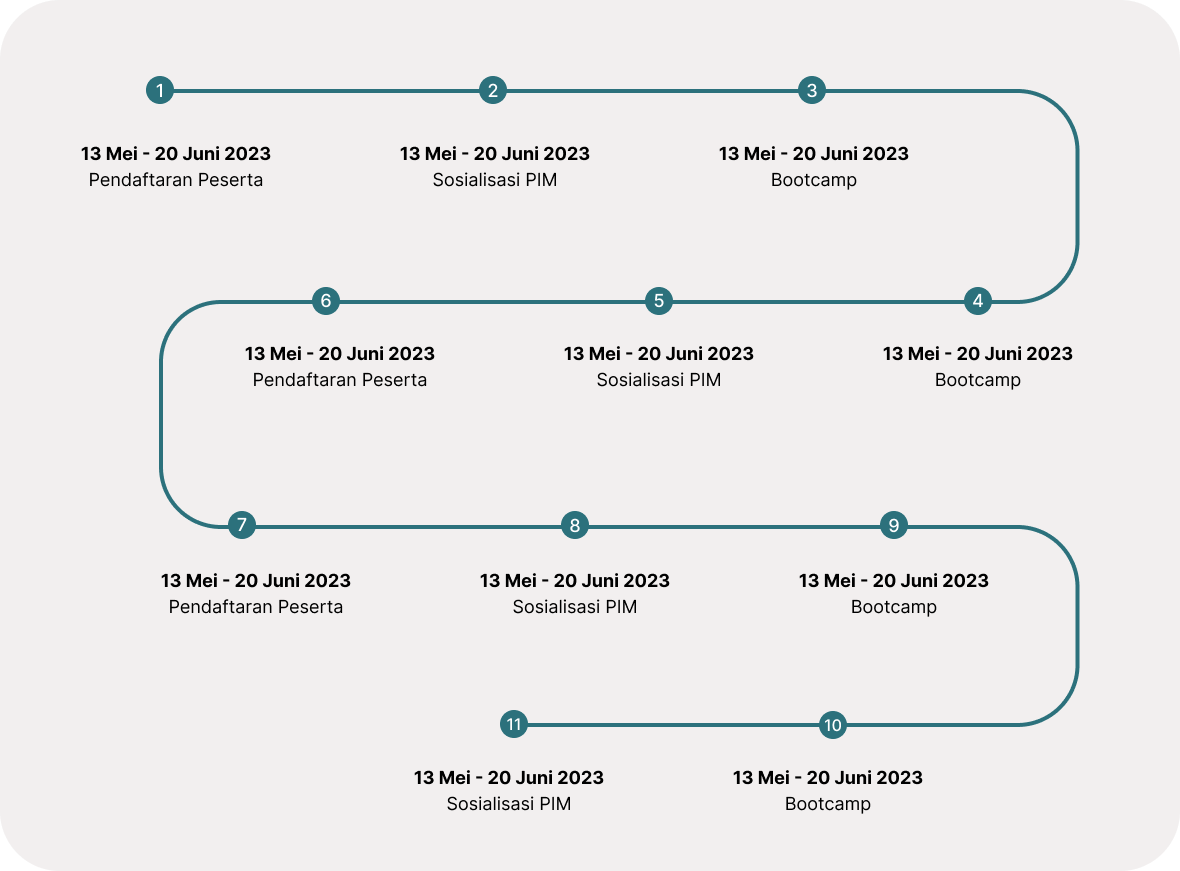 1
2
3
13 Mei - 20 Juni 2023
Pendaftaran Peserta
13 Mei - 20 Juni 2023
Sosialisasi PIM
13 Mei - 20 Juni 2023
Bootcamp
6
5
4
13 Mei - 20 Juni 2023
Pendaftaran Peserta
13 Mei - 20 Juni 2023
Sosialisasi PIM
13 Mei - 20 Juni 2023
Bootcamp
7
8
9
13 Mei - 20 Juni 2023
Pendaftaran Peserta
13 Mei - 20 Juni 2023
Sosialisasi PIM
13 Mei - 20 Juni 2023
Bootcamp
11
10
13 Mei - 20 Juni 2023
Sosialisasi PIM
13 Mei - 20 Juni 2023
Bootcamp